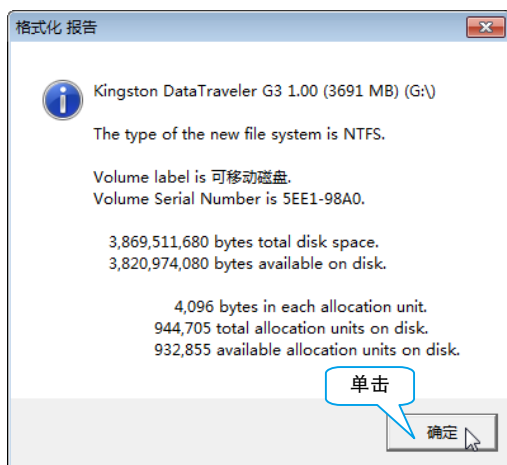 格式化 报告
Kingston DataTraveler G3 1.00 (3691 MB) (G:\)
The type of the new file system is NTFS.
Volume label is 可移动磁盘.
Volume Serial Number is 5EE1-98A0.
3,869,511,680 bytes total disk space.
3,820,974,080 bytes available on disk.
4,096 bytes in each allocation unit.
944,705 total allocation units on disk.
932,855 available allocation units on disk.
单击
确定